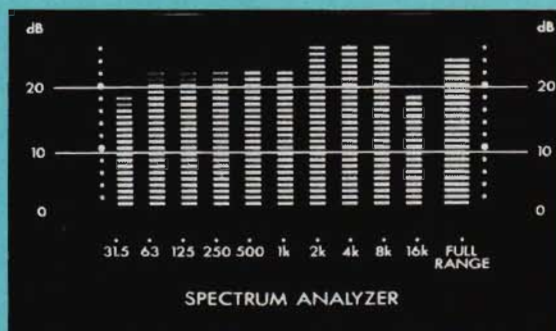 dB dB
20 20
10 10
0 0
31.5 63 125 250 500 1k 2k 4k 8k 16k FULL
RANGE
SPECTRUM ANALYZER